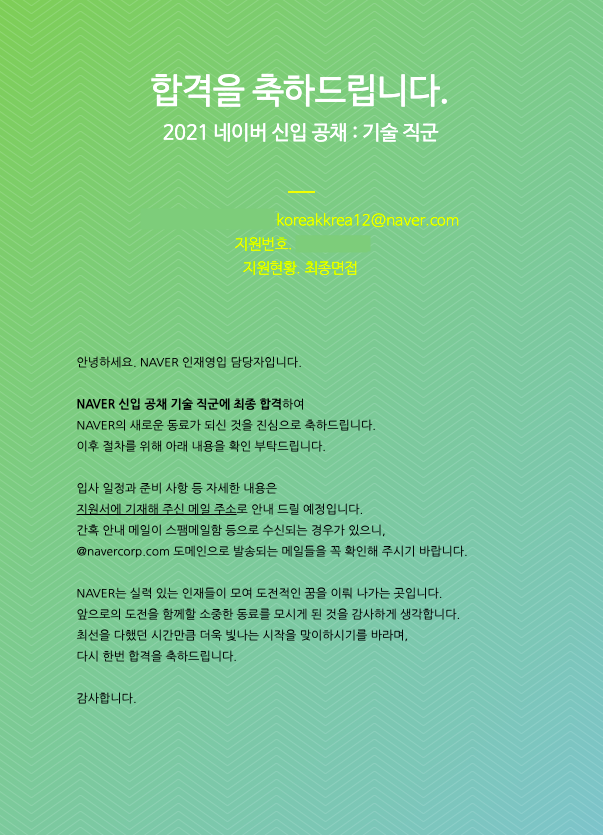 합격을 축하드립니다.
2021 네이버 신입 공채 : 기술 직군
koreakkrea12@naver.com
지원번호.
지원현황. 최종면접
안녕하세요. NAVER 인재영입 담당자입니다.
NAVER 신입 공채 기술 직군에 최종 합격하여
NAVER의 새로운 동료가 되신 것을 진심으로 축하드립니다.
이후 절차를 위해 아래 내용을 확인 부탁드립니다.
입사 일정과 준비 사항 등 자세한 내용은
지원서에 기재해 주신 메일 주소로 안내 드릴 예정입니다.
간혹 안내 메일이 스팸메일함 등으로 수신되는 경우가 있으니,
@navercorp.com 도메인으로 발송되는 메일들을 꼭 확인해 주시기 바랍니다.
NAVER는 실력 있는 인재들이 모여 도전적인 꿈을 이뤄 나가는 곳입니다.
앞으로의 도전을 함께할 소중한 동료를 모시게 된 것을 감사하게 생각합니다.
최선을 다했던 시간만큼 더욱 빛나는 시작을 맞이하시기를 바라며,
다시 한번 합격을 축하드립니다.
감사합니다.